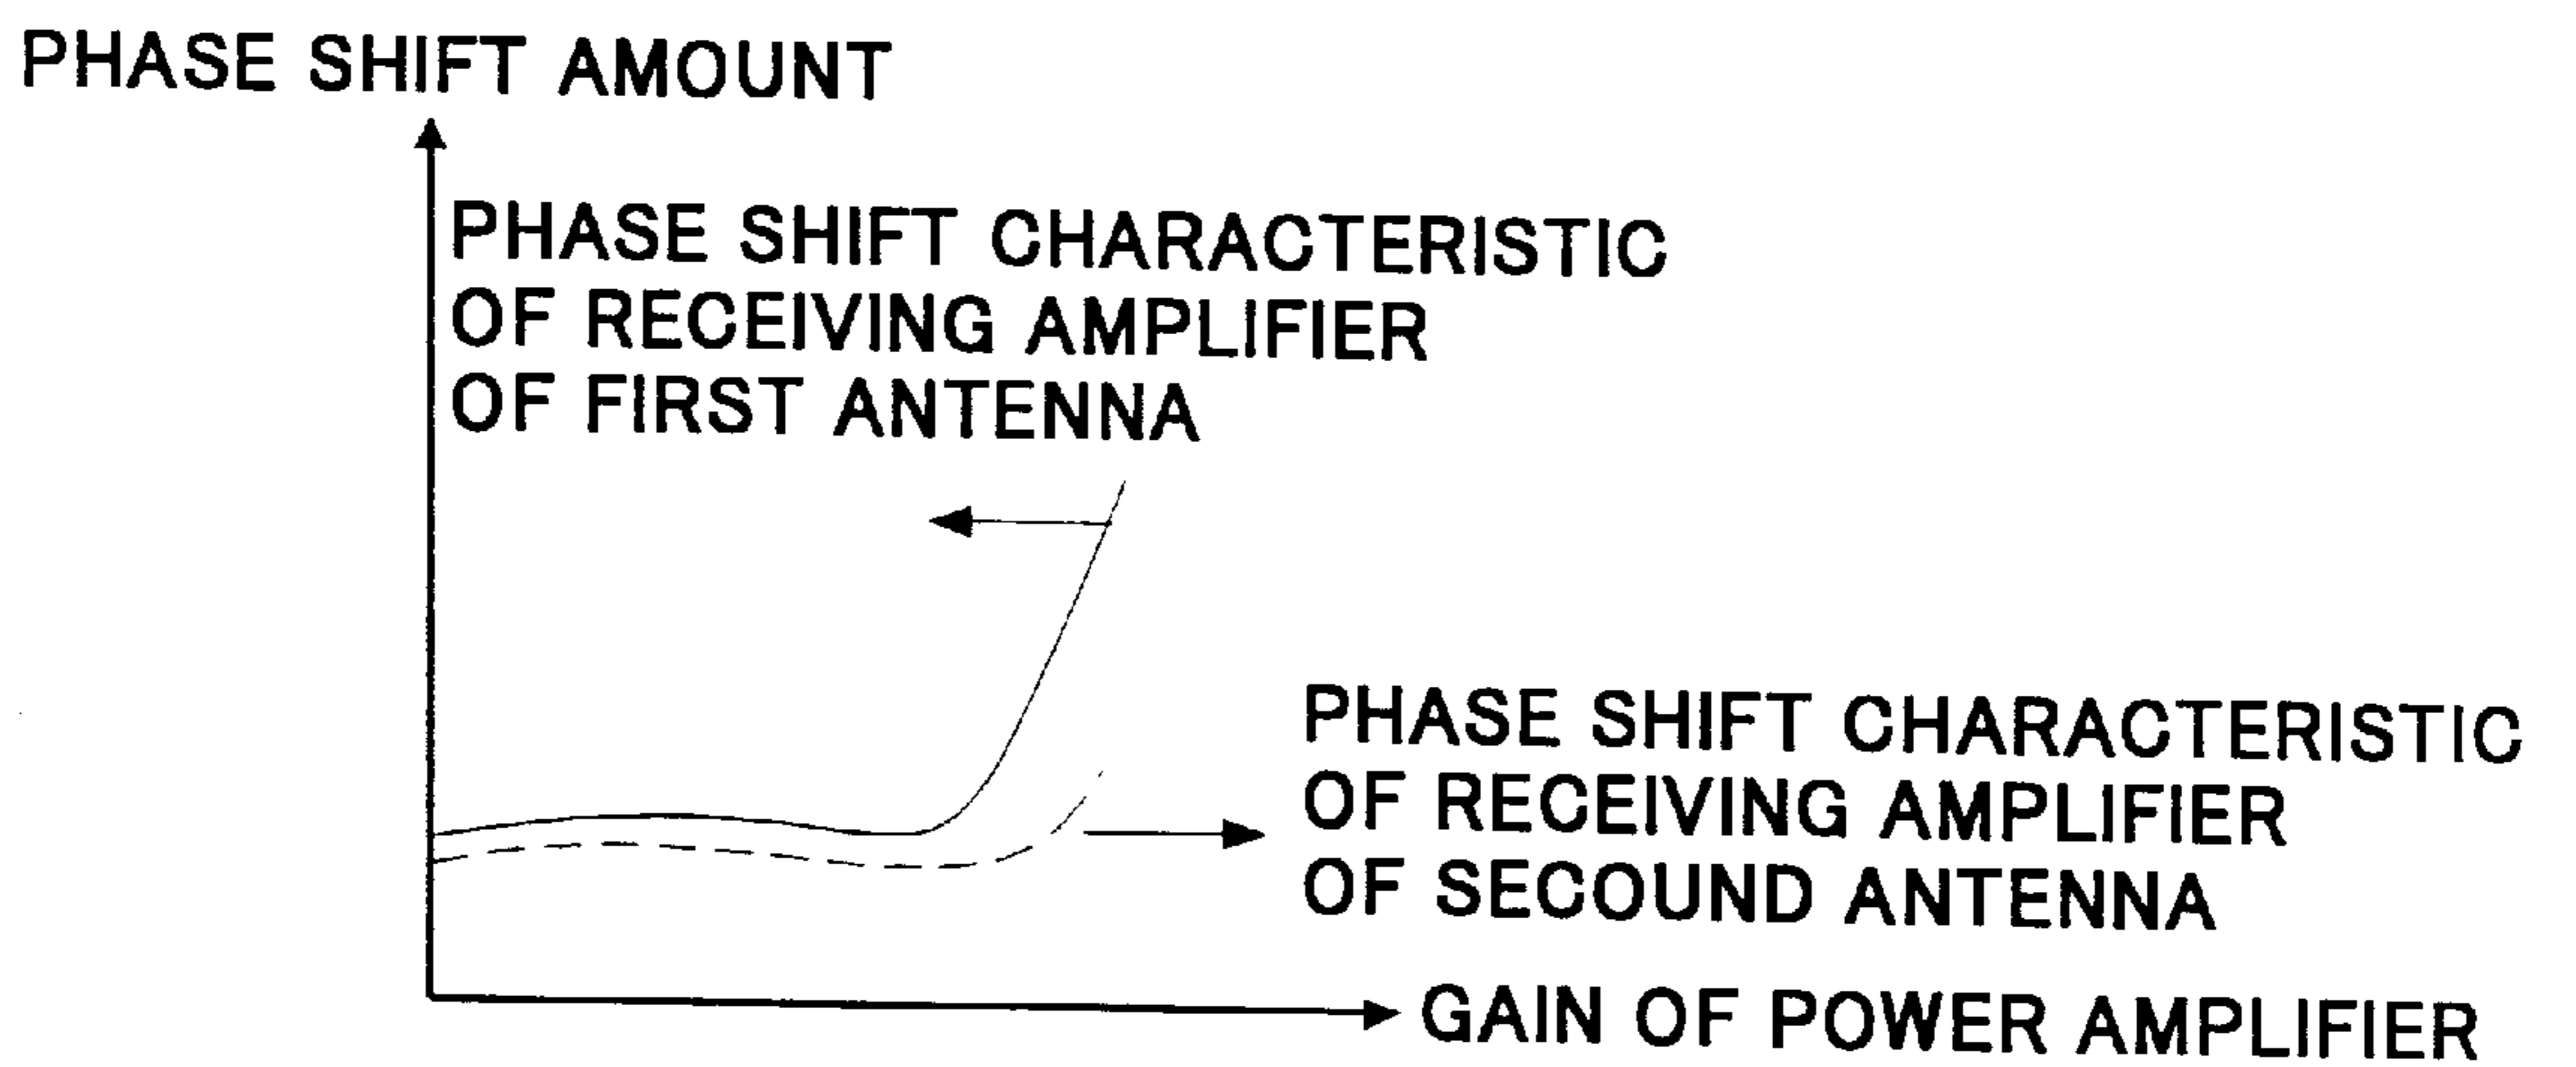 PHASE SHIFT AMOUNT
PHASE SHIFT CHARACTERISTIC
OF RECEIVING AMPLIFIER
OF FIRST ANTENNA
PHASE SHIFT CHARACTERISTIC
OF RECEIVING AMPLIFIER
OF SECOUND ANTENNA
GAIN OF POWER AMPLIFIER